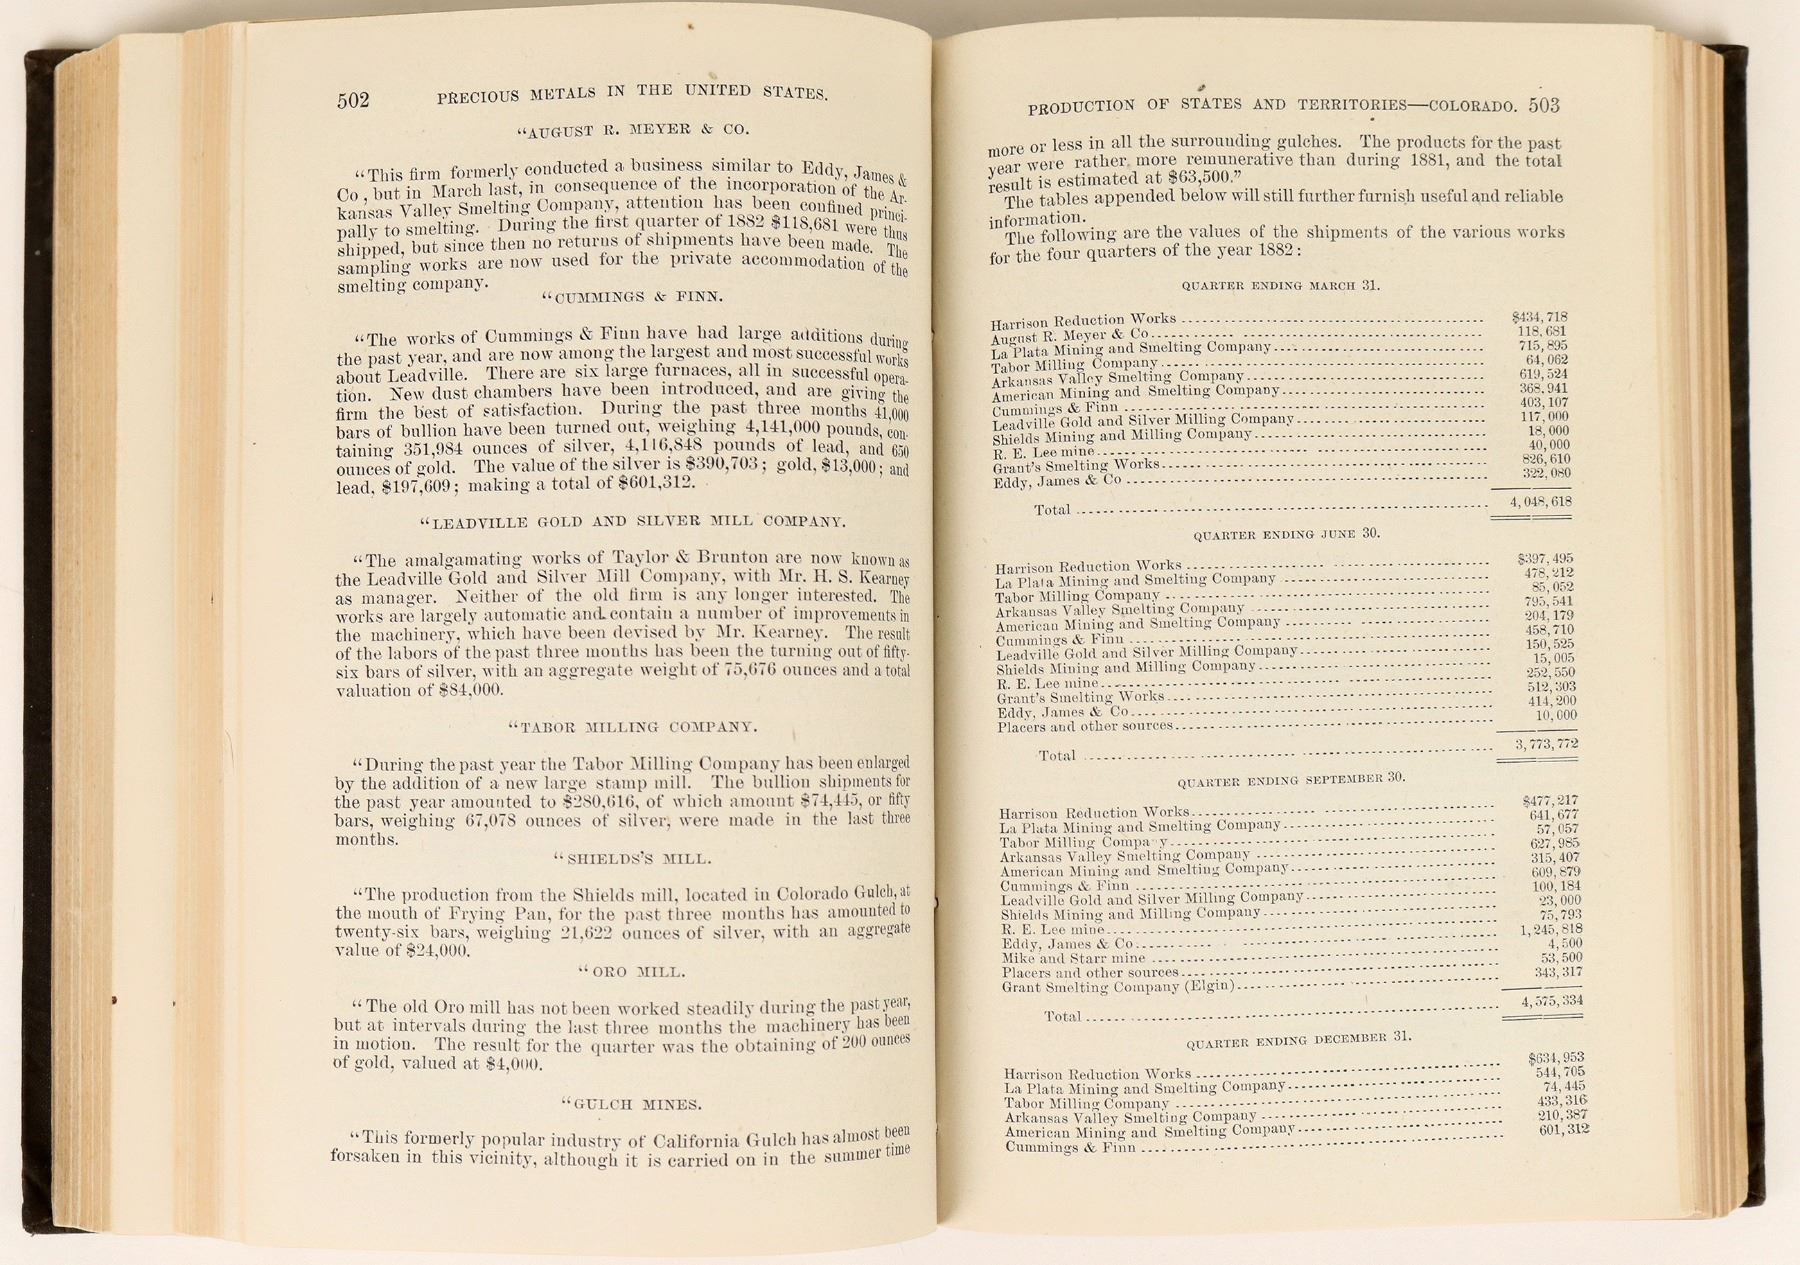 502 PRECIOUS METALS IN THE UNITED STATES.
"AUGUST R. MEYER & CO.
"This firm formerly conducted a business similar to Eddy, James &
Co, but in March last, in consequence of the incorporation of the Ar-
kansas Valley Smelting Company, attention has been confined princi-
pally to smelting. During the first quarter of 1882 $118,681 were thus
shipped, but since then no returns of shipments have been made. The
sampling works are now used for the private accommodation of the
smelting company.
"CUMMINGS & FINN.
"The works of Cummings & Finn have had large additions during
the past year, and are now among the largest and most successful works
about Leadville. There are six large furnaces, all in successful opera-
tion. New dust chambers have been introduced, and are giving the
firm the best of satisfaction. During the past three months 41,000
bars of bullion have been turned out, weighing 4,141,000 pounds, con-
taining 351,984 ounces of silver, 4,116,848 pounds of lead, and 650
ounces of gold. The value of the silver is $390,703; gold, $13,000; and
lead, $197,609; making a total of $601,312.
"LEADVILLE GOLD AND SILVER MILL COMPANY.
"The amalgamating works of Taylor & Brunton are now known as
the Leadville Gold and Silver Mill Company, with Mr. H. S. Kearney
as manager. Neither of the old firm is any longer interested. The
works are largely automatic and contain a number of improvements in
the machinery, which have been devised by Mr. Kearney. The result
of the labors of the past three months has been the turning out of fifty-
six bars of silver, with an aggregate weight of 75,676 ounces and a total
valuation of $84,000.
"TABOR MILLING COMPANY.
"During the past year the Tabor Milling Company has been enlarged
by the addition of a new large stamp mill. The bullion shipments for
the past year amounted to $280,616, of which amount $74,445, or fifty
bars, weighing 67,078 ounces of silver, were made in the last three
months.
"SHIELDS'S MILL.
"The production from the Shields mill, located in Colorado Gulch, at
the mouth of Frying Pan, for the past three months has amounted to
twenty-six bars, weighing 21,622 ounces of silver, with an aggregate
value of $24,000.
"ORO MILL.
"The old Oro mill has not been worked steadily during the past year,
but at intervals during the last three months the machinery has been
in motion. The result for the quarter was the obtaining of 200 ounces
of gold, valued at $4,000.
"GULCH MINES.
"This formerly popular industry of California Gulch has almost been
forsaken in this vicinity, although it is carried on in the summer time
PRODUCTION OF STATES AND TERRITORIES—COLORADO. 503
more or less in all the surrounding gulches. The products for the past
year were rather more remunerative than during 1881, and the total
result is estimated at $63,500."
The tables appended below will still further furnish useful and reliable
information.
The following are the values of the shipments of the various works
for the four quarters of the year 1882:
QUARTER ENDING MARCH 31.
Harrison Reduction Works $434,718
August R. Meyer & Co 118,681
La Plata Mining and Smelting Company 715,895
Tabor Milling Company 64,062
Arkansas Valley Smelting Company 619,524
American Mining and Smelting Company 368,941
Cummings & Finn 403,107
Leadville Gold and Silver Milling Company 117,000
Shields Mining and Milling Company 18,000
R. E. Lee mine 40,000
Grant's Smelting Works 826,610
Eddy, James & Co 322,080
Total 4,048,618
QUARTER ENDING JUNE 30.
Harrison Reduction Works $397,495
La Plata Mining and Smelting Company 478,212
Tabor Milling Company 85,052
Arkansas Valley Smelting Company 795,541
American Mining and Smelting Company 204,179
Cummings & Finn 458,710
Leadville Gold and Silver Milling Company 150,525
Shields Mining and Milling Company 15,005
R. E. Lee mine 252,550
Grant's Smelting Works 512,303
Eddy, James & Co 414,200
Placers and other sources 10,000
Total 3,773,772
QUARTER ENDING SEPTEMBER 30.
Harrison Reduction Works $477,217
La Plata Mining and Smelting Company 641,677
Tabor Milling Compa y 57,057
Arkansas Valley Smelting Company 627,985
American Mining and Smelting Company 315,407
Cummings & Finn 609,879
Leadville Gold and Silver Milling Company 100,184
Shields Mining and Milling Company 23,000
R. E. Lee mine 75,793
Eddy, James & Co 1,245,818
Mike and Starr mine 4,500
Placers and other sources 53,500
Grant Smelting Company (Elgin) 343,317
Total 4,575,334
QUARTER ENDING DECEMBER 31.
Harrison Reduction Works $634,953
La Plata Mining and Smelting Company 544,705
Tabor Milling Company 74,445
Arkansas Valley Smelting Company 433,316
American Mining and Smelting Company 210,387
Cummings & Finn 601,312